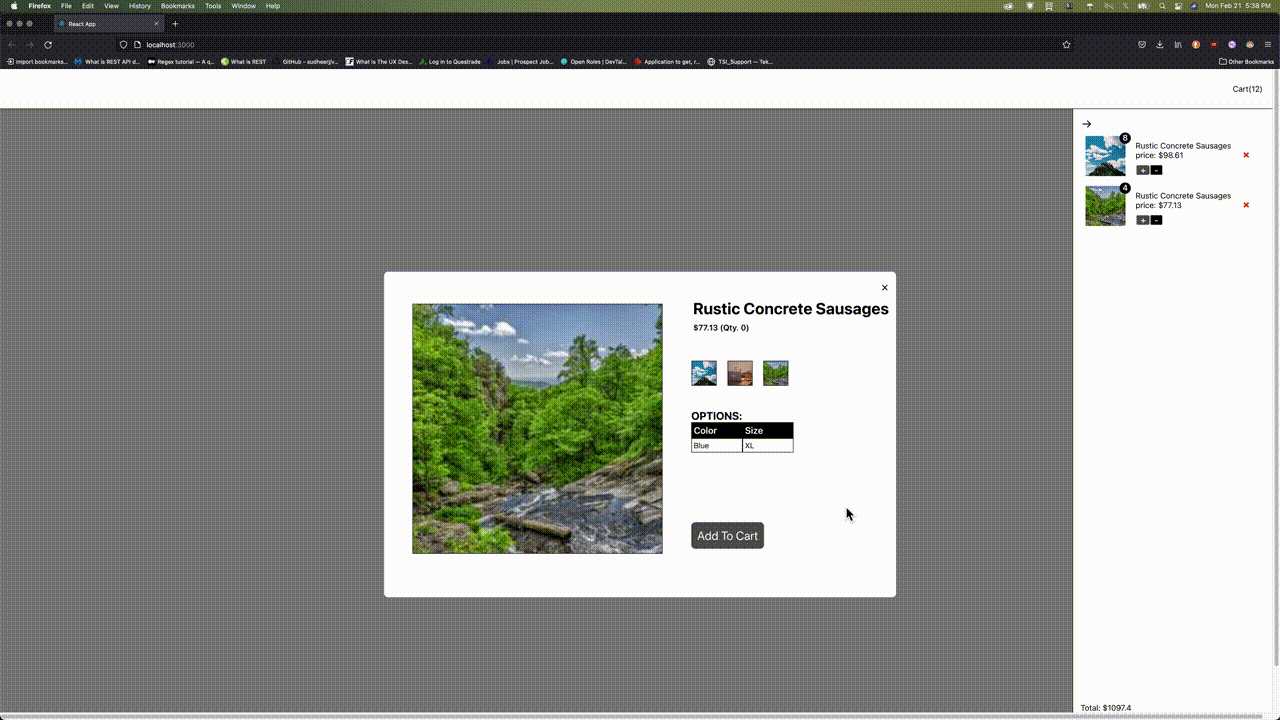 Firefox File Edit View History Bookmarks Tools Window Help Mon Feb 21 5:38 PM
React App
localhost:3000
Import bookmarks... What is REST API d... Regex tutorial — A q... What is REST GitHub - sudheerjv... What Is The UX Des... Log in to Questrade Jobs | Prospect Job... Open Roles | DevTal... Application to get, r... TSI_Support — Tek... Other Bookmarks
Cart(12)
8
Rustic Concrete Sausages
price: $98.61
+ -
4
Rustic Concrete Sausages
price: $77.13
+ -
Rustic Concrete Sausages
$77.13 (Qty. 0)
OPTIONS:
Color Size
Blue XL
Add To Cart
Total: $1097.4